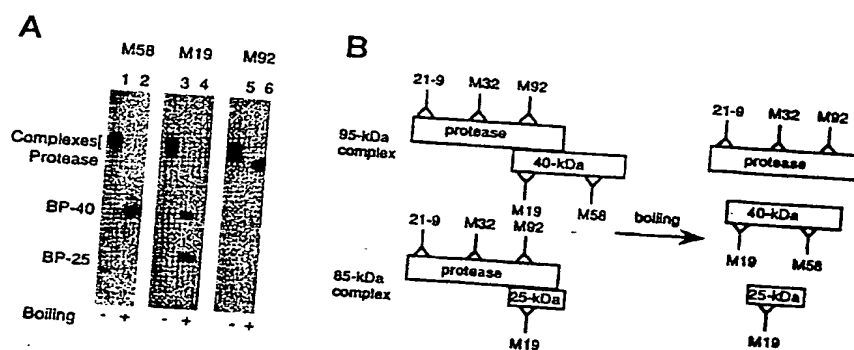 A
M58 M19 M92
1 2 3 4 5 6
Complexes[
Protease
BP-40
BP-25
Boiling - + - + - +
B
21-9 M32 M92
95-kDa
complex
protease
40-kDa
M19 M58
21-9 M32 M92
85-kDa
complex
protease
25-kDa
M19
boiling
21-9 M32 M92
protease
40-kDa
M19 M58
25-kDa
M19